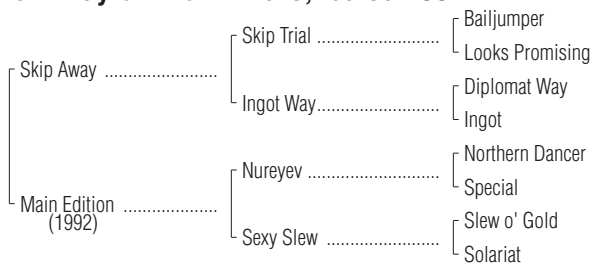 Bailjumper
Skip Trial ........................
Looks Promising
Skip Away ......................
Diplomat Way
Ingot Way........................
Ingot
Northern Dancer
Nureyev ..........................
Special
Main Edition ..................
(1992)
Slew o' Gold
Sexy Slew ......................
Solariat